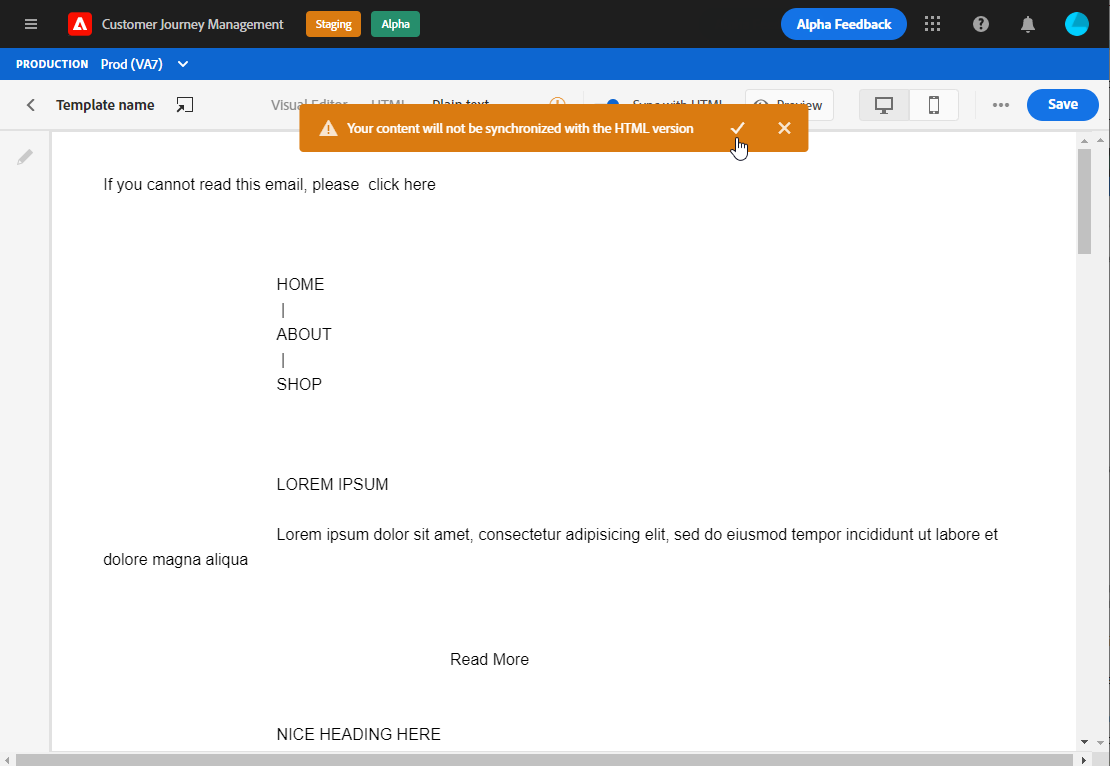 Customer Journey Management Staging Alpha Alpha Feedback
PRODUCTION Prod (VA7)
Template name Visual Editor HTML Plain text Sync with HTML Preview Save
Your content will not be synchronized with the HTML version
If you cannot read this email, please  click here
HOME
|
ABOUT
|
SHOP
LOREM IPSUM
Lorem ipsum dolor sit amet, consectetur adipisicing elit, sed do eiusmod tempor incididunt ut labore et
dolore magna aliqua
Read More
NICE HEADING HERE